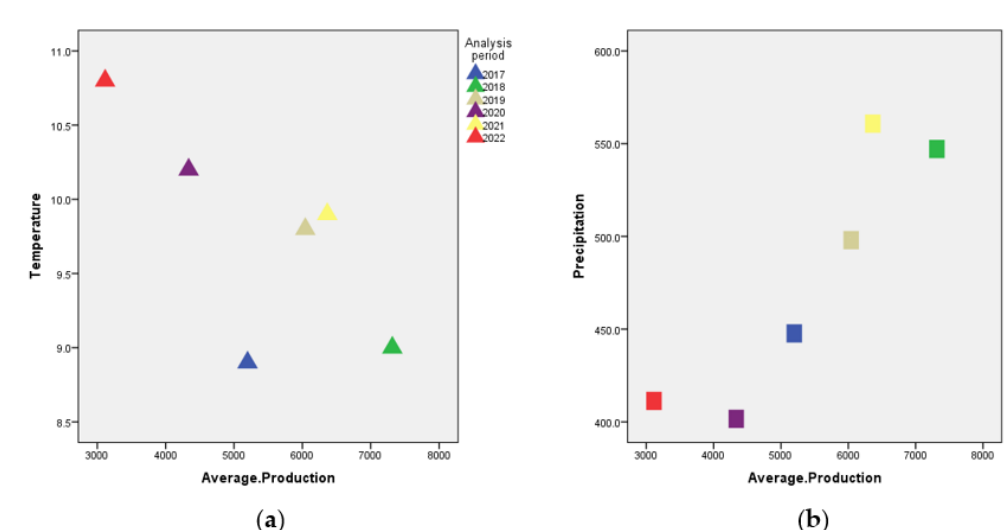 11.0
10.5
10.0
9.5
9.0
8.5
Temperature
3000 4000 5000 6000 7000 8000
Average.Production
(a)
Analysis
period
2017
2018
2019
2020
2021
2022
600.0
550.0
500.0
450.0
400.0
Precipitation
3000 4000 5000 6000 7000 8000
Average.Production
(b)